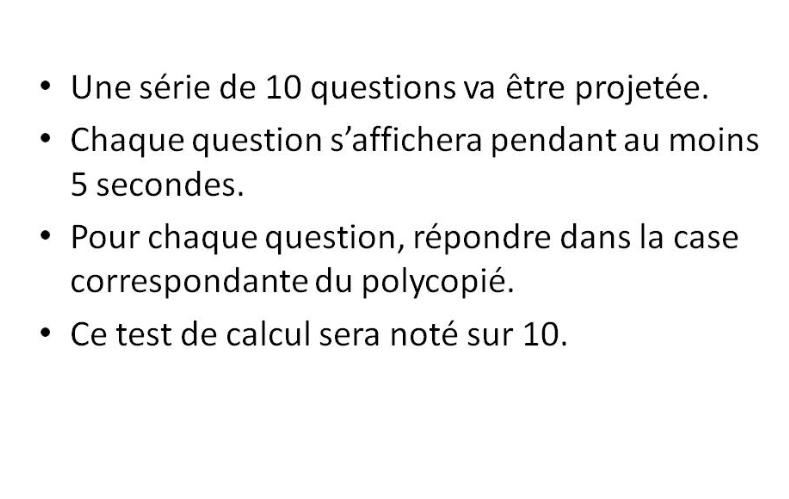 • Une série de 10 questions va être projetée.
• Chaque question s’affichera pendant au moins
5 secondes.
• Pour chaque question, répondre dans la case
correspondante du polycopié.
• Ce test de calcul sera noté sur 10.